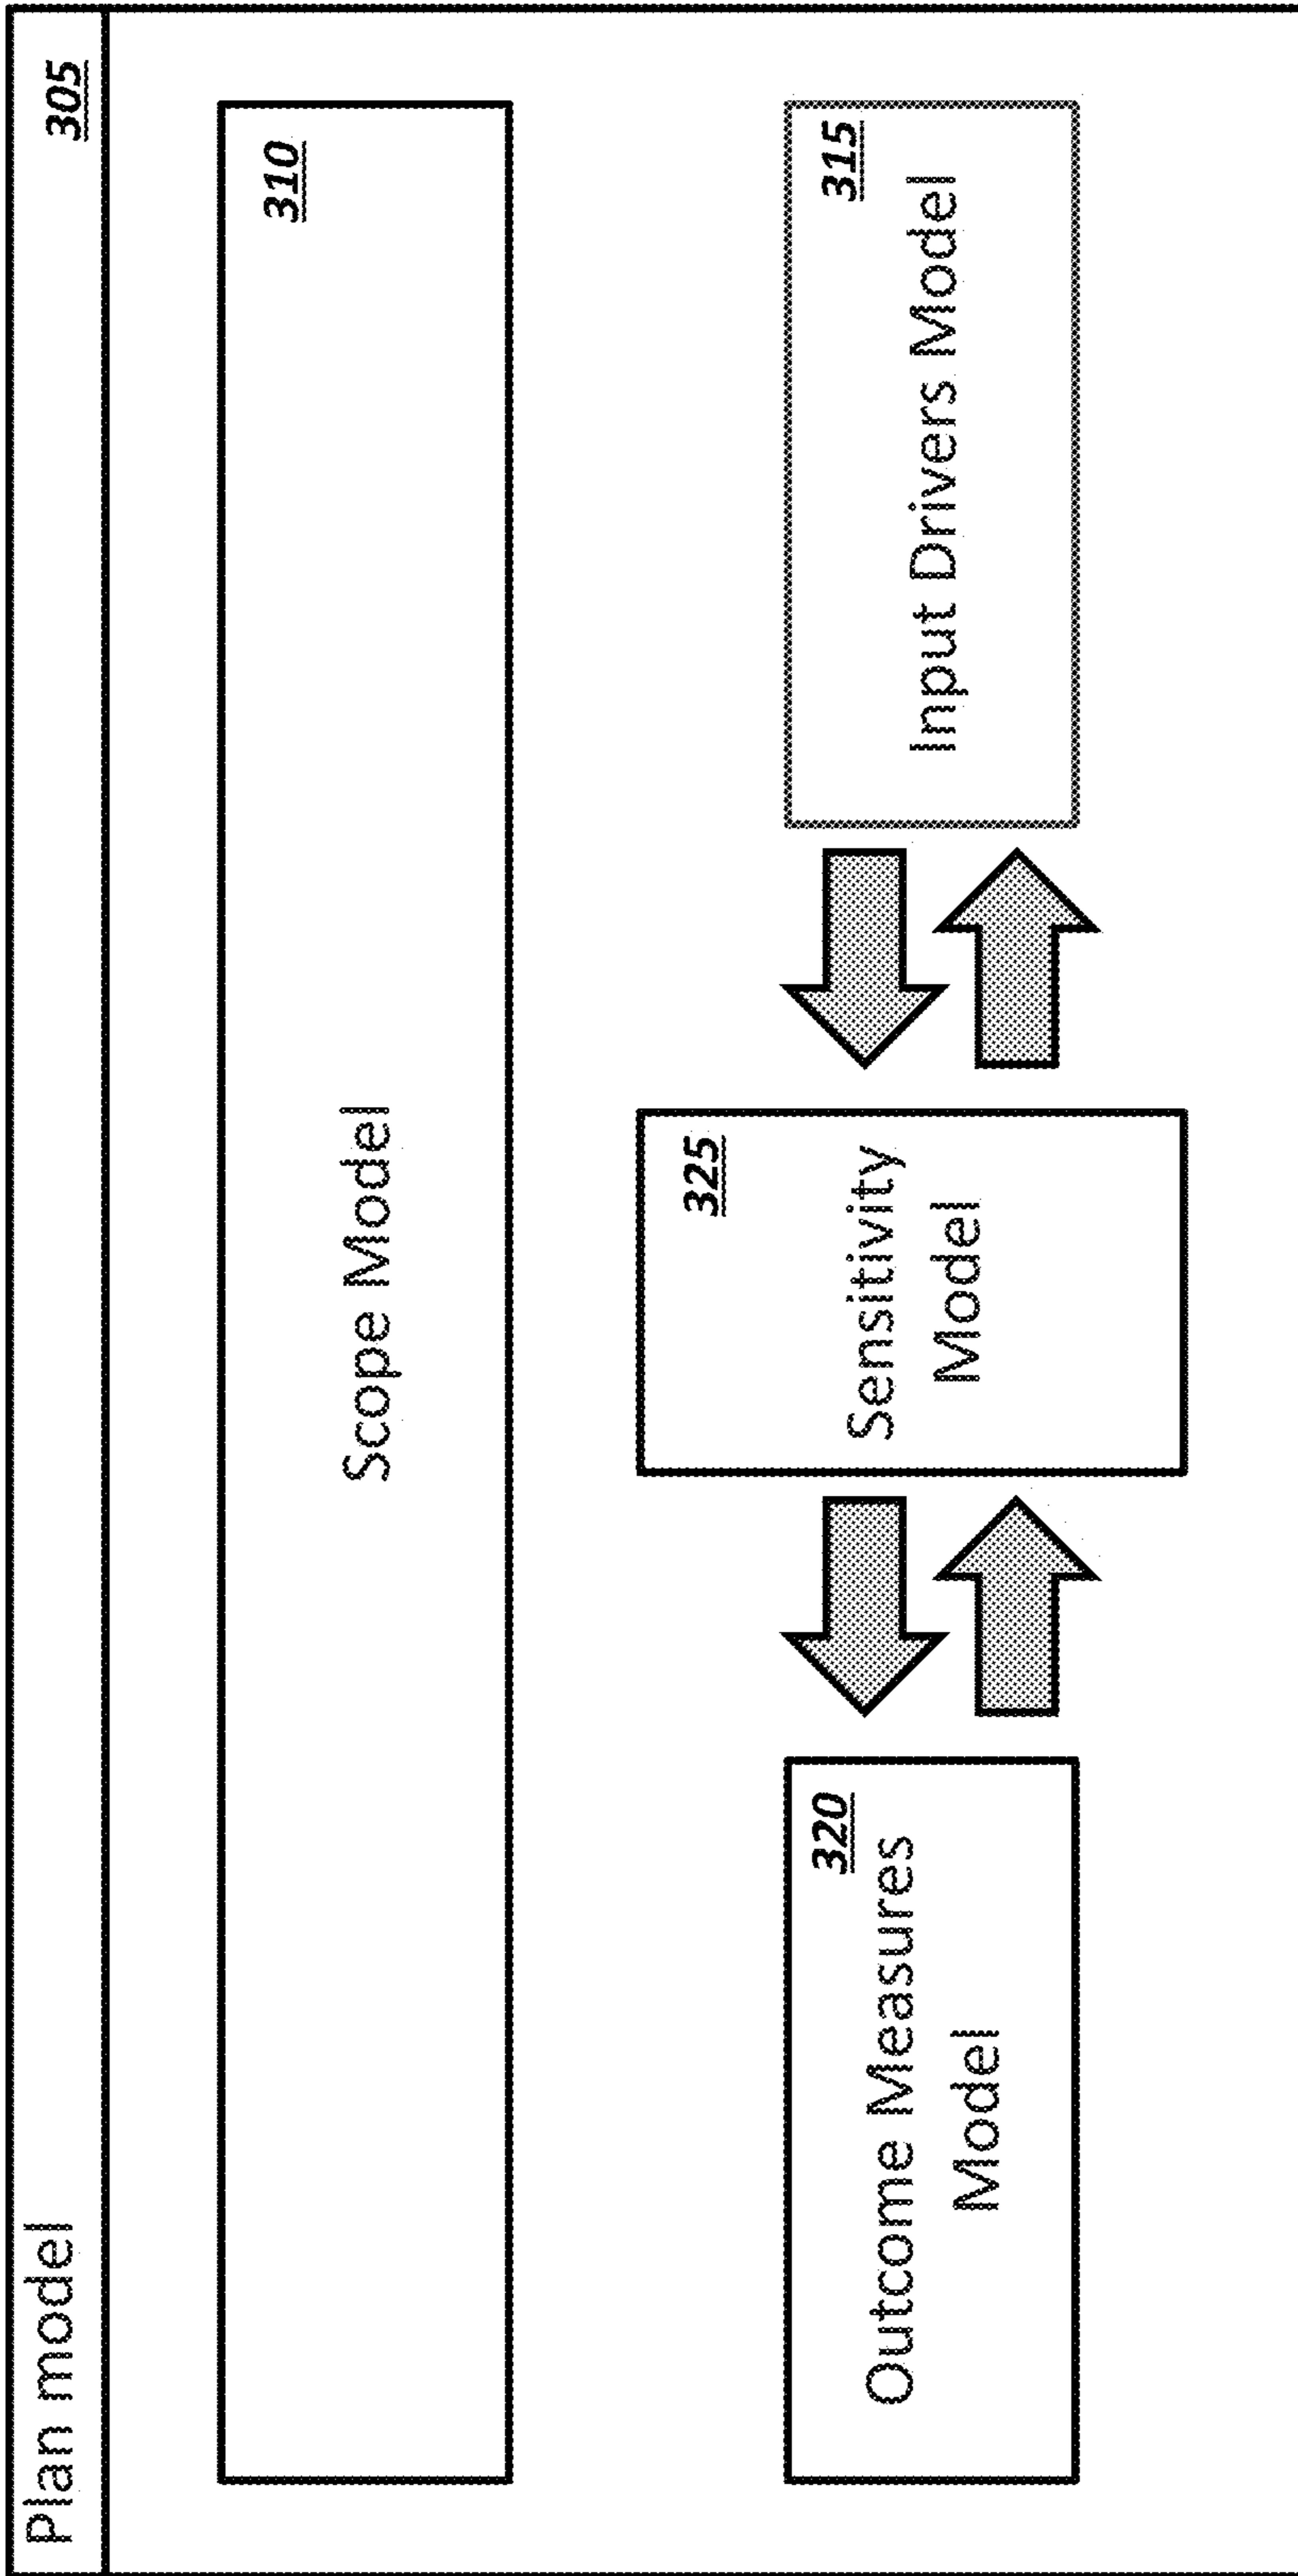 Plan model
305
310
Scope Model
320
Outcome Measures
Model
325
Sensitivity
Model
315
Input Drivers Model